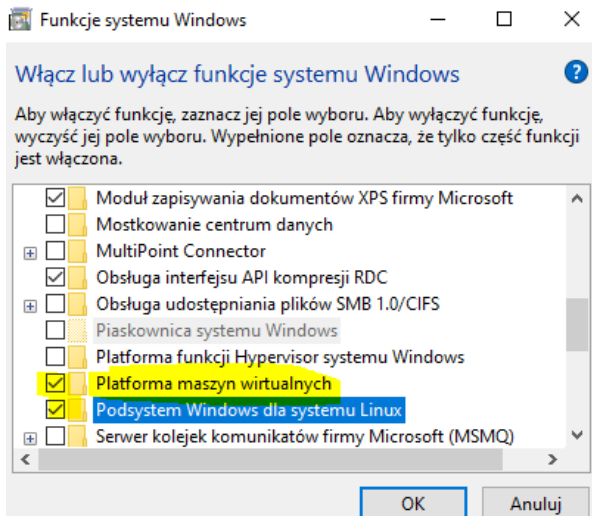 Funkcje systemu Windows
Włącz lub wyłącz funkcje systemu Windows
Aby włączyć funkcję, zaznacz jej pole wyboru. Aby wyłączyć funkcję,
wyczyść jej pole wyboru. Wypełnione pole oznacza, że tylko część funkcji
jest włączona.
Moduł zapisywania dokumentów XPS firmy Microsoft
Mostkowanie centrum danych
MultiPoint Connector
Obsługa interfejsu API kompresji RDC
Obsługa udostępniania plików SMB 1.0/CIFS
Piaskownica systemu Windows
Platforma funkcji Hypervisor systemu Windows
Platforma maszyn wirtualnych
Podsystem Windows dla systemu Linux
Serwer kolejek komunikatów firmy Microsoft (MSMQ)
OK Anuluj